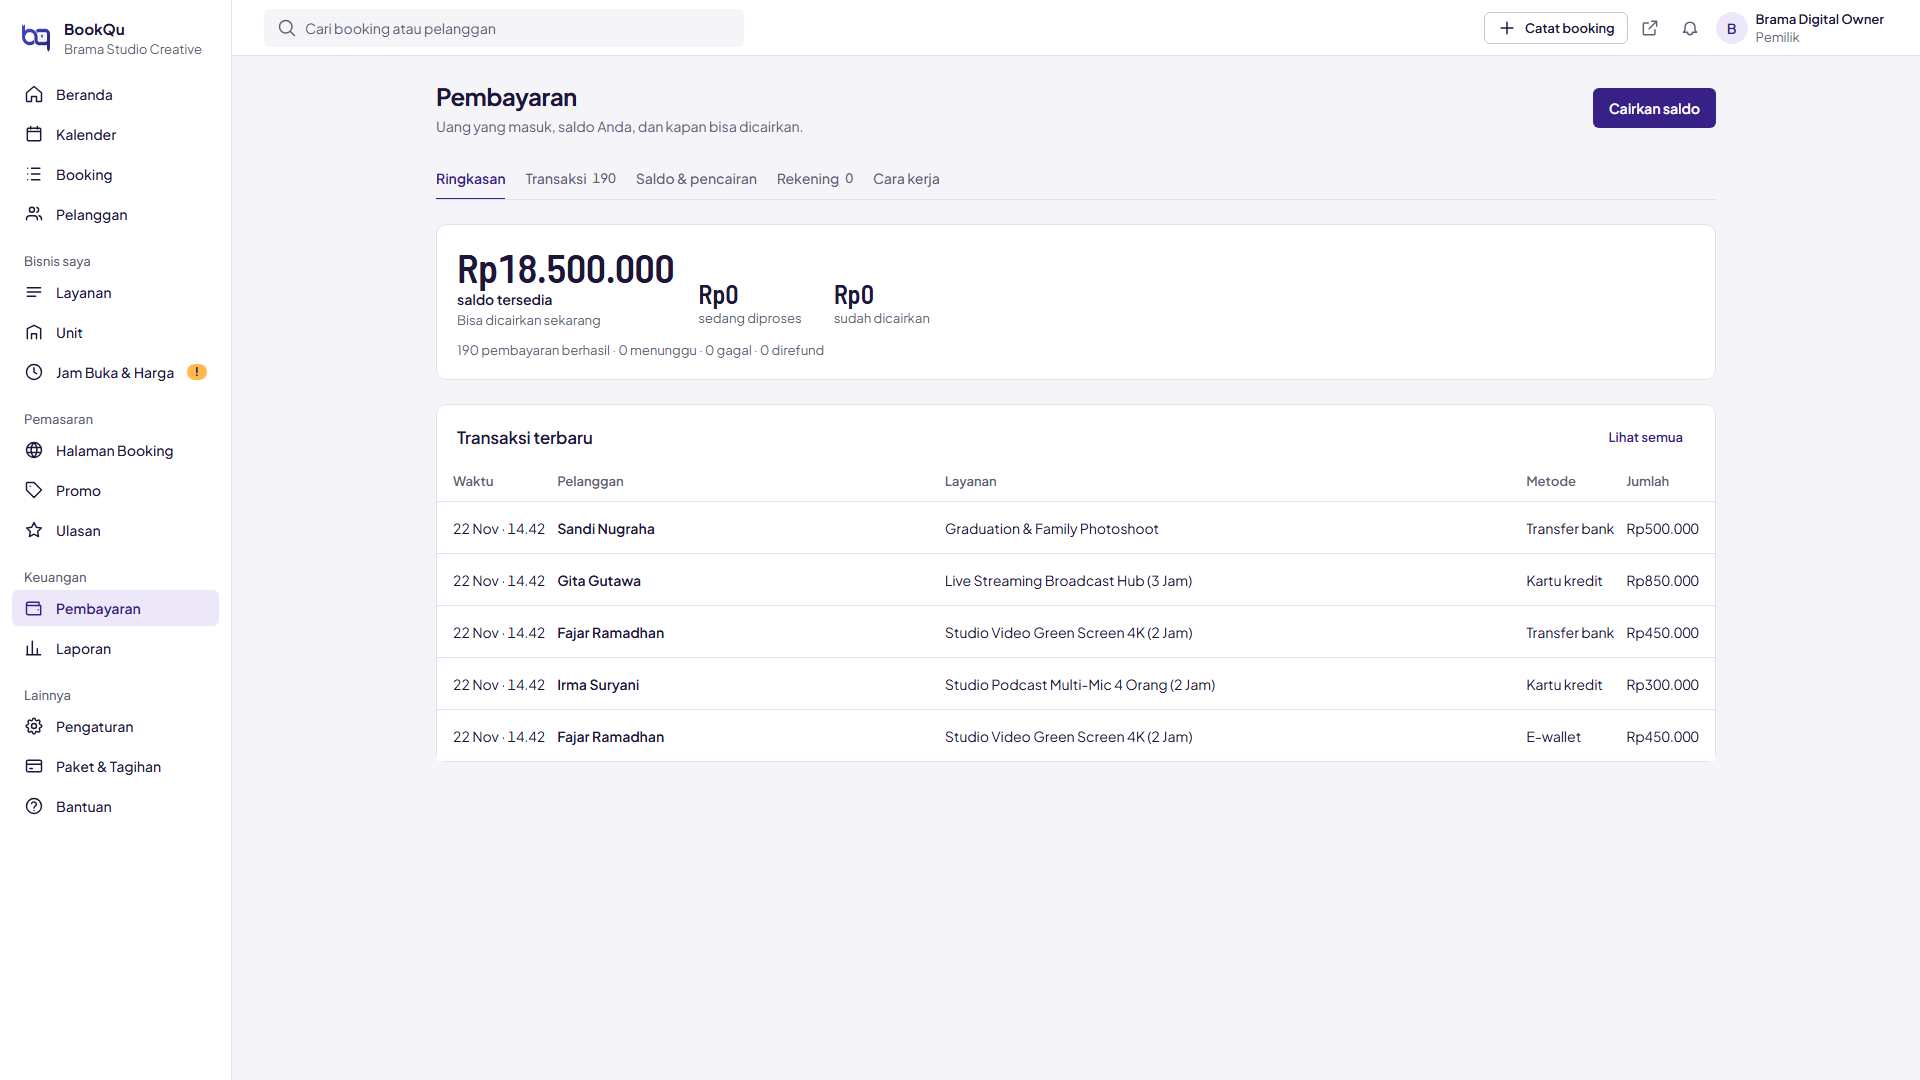 BookQu
Brama Studio Creative
Cari booking atau pelanggan
Catat booking
B
Brama Digital Owner
Pemilik
Beranda
Kalender
Booking
Pelanggan
Bisnis saya
Layanan
Unit
Jam Buka & Harga !
Pemasaran
Halaman Booking
Promo
Ulasan
Keuangan
Pembayaran
Laporan
Lainnya
Pengaturan
Paket & Tagihan
Bantuan
Pembayaran
Uang yang masuk, saldo Anda, dan kapan bisa dicairkan.
Cairkan saldo
Ringkasan Transaksi 190 Saldo & pencairan Rekening 0 Cara kerja
Rp18.500.000
saldo tersedia
Bisa dicairkan sekarang
Rp0
sedang diproses
Rp0
sudah dicairkan
190 pembayaran berhasil · 0 menunggu · 0 gagal · 0 direfund
Transaksi terbaru
Lihat semua
Waktu Pelanggan Layanan Metode Jumlah
22 Nov · 14.42 Sandi Nugraha Graduation & Family Photoshoot Transfer bank Rp500.000
22 Nov · 14.42 Gita Gutawa Live Streaming Broadcast Hub (3 Jam) Kartu kredit Rp850.000
22 Nov · 14.42 Fajar Ramadhan Studio Video Green Screen 4K (2 Jam) Transfer bank Rp450.000
22 Nov · 14.42 Irma Suryani Studio Podcast Multi-Mic 4 Orang (2 Jam) Kartu kredit Rp300.000
22 Nov · 14.42 Fajar Ramadhan Studio Video Green Screen 4K (2 Jam) E-wallet Rp450.000